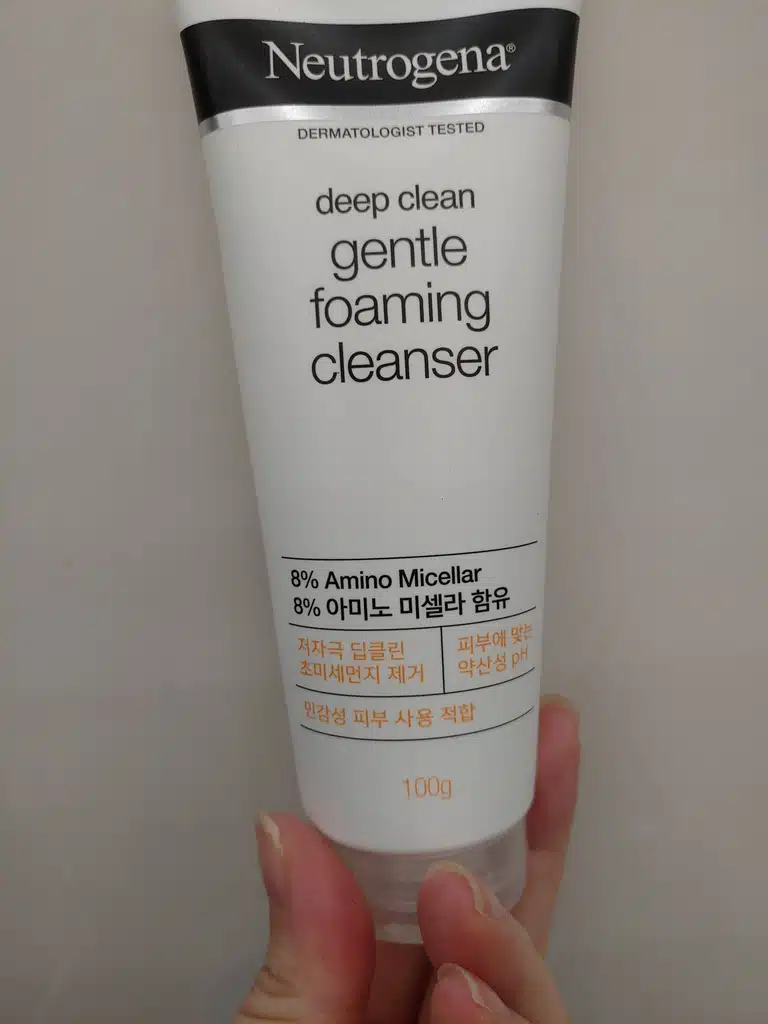 Neutrogena®
DERMATOLOGIST TESTED
deep clean
gentle
foaming
cleanser
8% Amino Micellar
8% 아미노 미셀라 함유
저자극 딥클린
초미세먼지 제거
피부에 맞는
약산성 pH
민감성 피부 사용 적합
100g